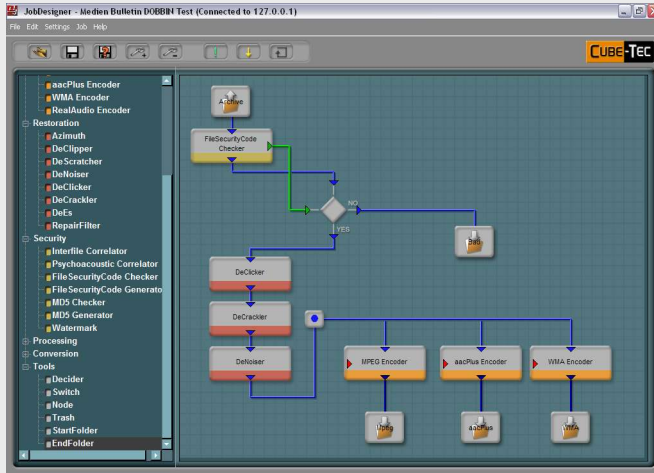 JobDesigner - Medien Bulletin DOBBIN Test (Connected to 127.0.0.1)
File Edit Settings Job Help
CUBE-TEC
aacPlus Encoder
WMA Encoder
RealAudio Encoder
Restoration
Azimuth
DeClipper
DeScratcher
DeNoiser
DeClicker
DeCrackler
DeEs
RepairFilter
Security
Interfile Correlator
Psychoacoustic Correlator
FileSecurityCode Checker
FileSecurityCode Generato
MD5 Checker
MD5 Generator
Watermark
Processing
Conversion
Tools
Decider
Switch
Node
Trash
StartFolder
EndFolder
Archive
FileSecurityCode
Checker
NO
YES
Bad
DeClicker
DeCrackler
DeNoiser
MPEG Encoder
aacPlus Encoder
WMA Encoder
Mpeg
aacPlus
WMA